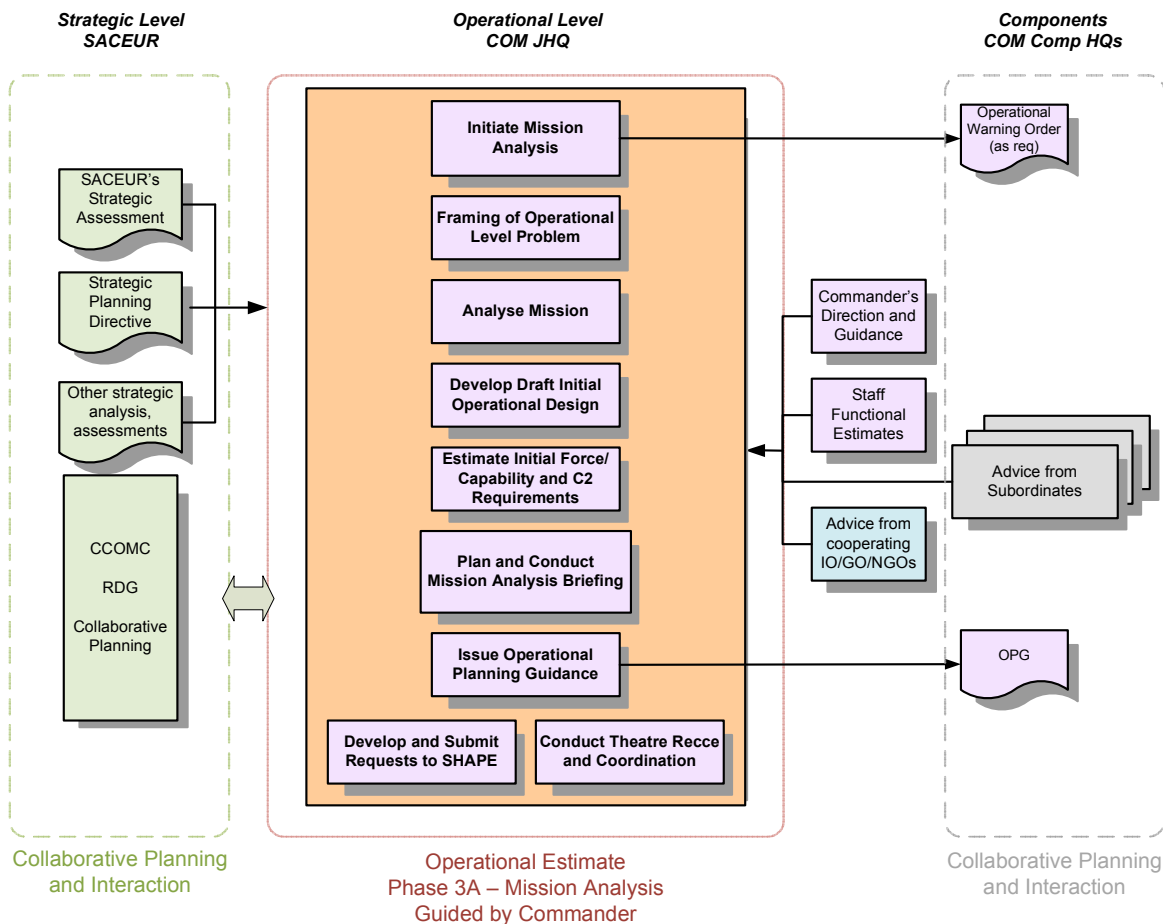 Strategic Level
SACEUR
Operational Level
COM JHQ
Components
COM Comp HQs
SACEUR's
Strategic
Assessment
Strategic
Planning
Directive
Other strategic
analysis,
assessments
CCOMC
RDG
Collaborative
Planning
Initiate Mission
Analysis
Framing of Operational
Level Problem
Analyse Mission
Develop Draft Initial
Operational Design
Estimate Initial Force/
Capability and C2
Requirements
Plan and Conduct
Mission Analysis Briefing
Issue Operational
Planning Guidance
Develop and Submit
Requests to SHAPE
Conduct Theatre Recce
and Coordination
Commander's
Direction and
Guidance
Staff
Functional
Estimates
Advice from
cooperating
IO/GO/NGOs
Operational
Warning Order
(as req)
Advice from
Subordinates
OPG
Collaborative Planning
and Interaction
Operational Estimate
Phase 3A – Mission Analysis
Guided by Commander
Collaborative Planning
and Interaction